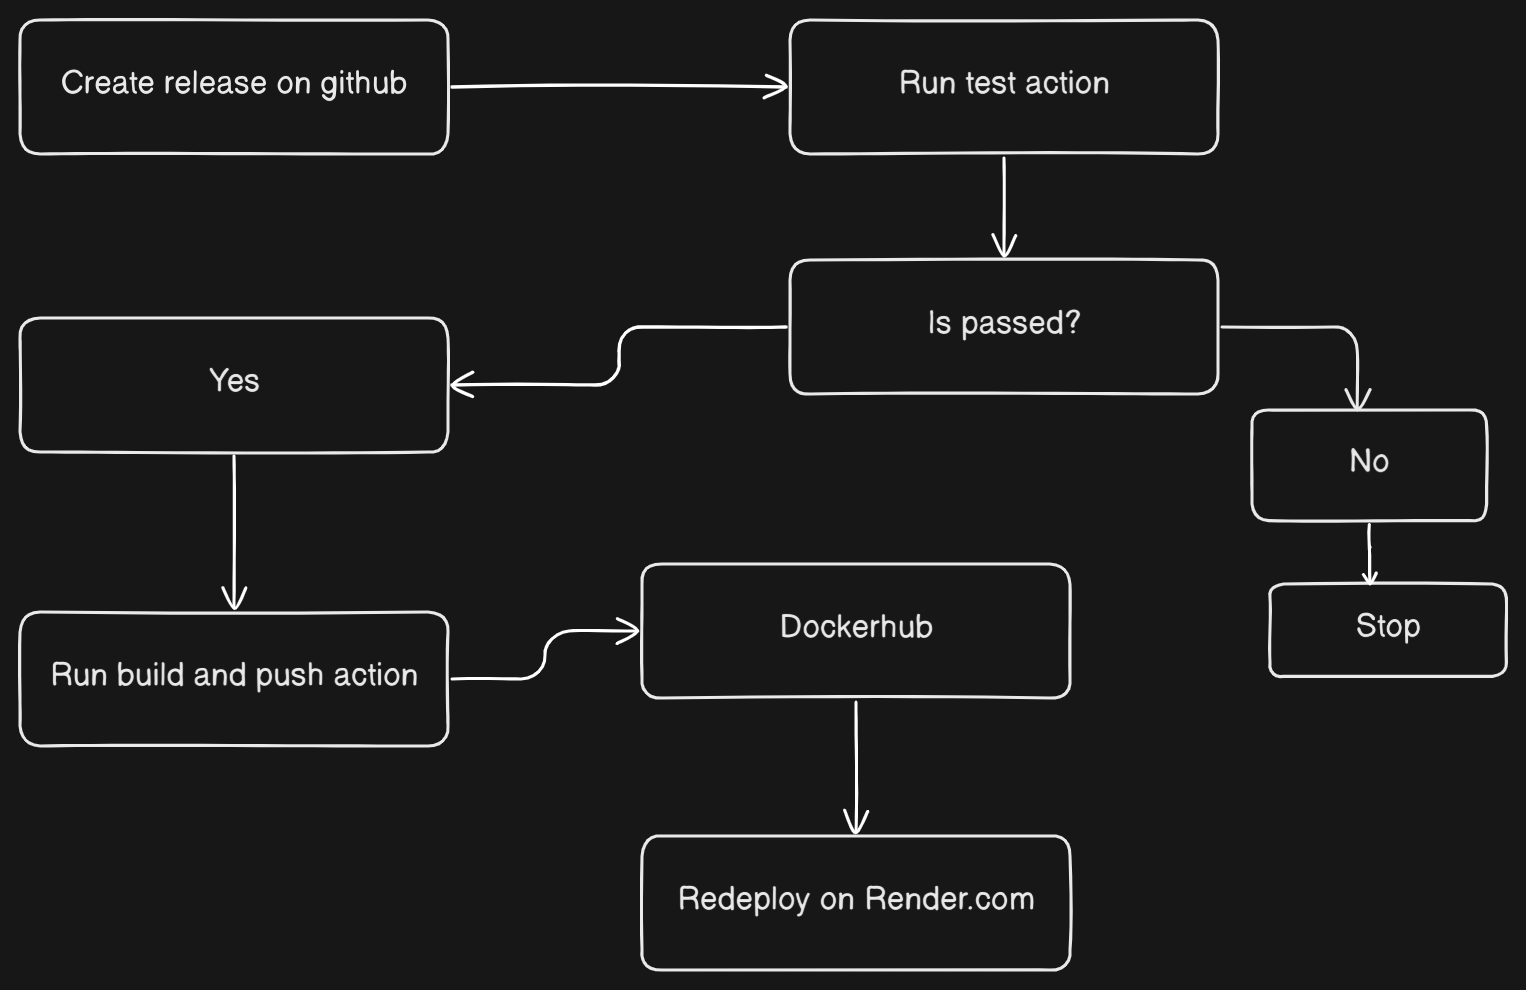 Create release on github
Run test action
Is passed?
Yes
No
Run build and push action
Dockerhub
Stop
Redeploy on Render.com